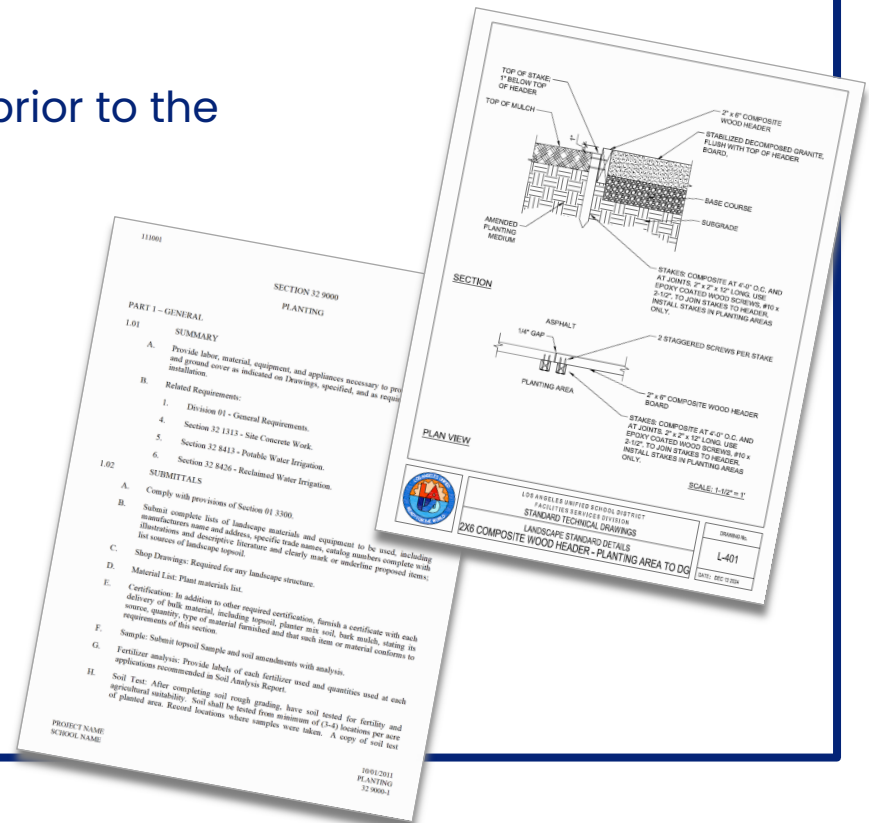 prior to the
111001
SECTION 32 9000
PLANTING
PART 1 – GENERAL
1.01 SUMMARY
A. Provide labor, material, equipment, and appliances necessary to
and ground cover as indicated on Drawings, specified, and as
installation.
B. Related Requirements:
1. Division 01 - General Requirements.
4. Section 32 1313 - Site Concrete Work.
5. Section 32 8413 - Potable Water Irrigation.
6. Section 32 8426 - Reclaimed Water Irrigation.
1.02 SUBMITTALS
A. Comply with provisions of Section 01 3300.
B. Submit complete lists of landscape materials and equipment to be used, including
manufacturers name and address, specific trade names, catalog numbers complete with
illustrations and descriptive literature and clearly mark or underline proposed items;
list sources of landscape topsoil.
C. Shop Drawings: Required for any landscape structure.
D. Material List: Plant materials list.
E. Certification: In addition to other required certification, furnish a certificate with each
delivery of bulk material, including topsoil, planter mix soil, bark mulch, stating its
source, quantity, type of material furnished and that such item or material conforms to
requirements of this section.
F. Sample: Submit topsoil Sample and soil amendments with analysis.
G. Fertilizer analysis: Provide labels of each fertilizer used and quantities used at each
applications recommended in Soil Analysis Report.
H. Soil Test: After completing soil rough grading, have soil tested for fertility and
agricultural suitability. Soil shall be tested from minimum of (3-4) locations per acre
of planted area. Record locations where samples were taken. A copy of soil test
PROJECT NAME
SCHOOL NAME
10/01/2011
PLANTING
32 9000-1
TOP OF STAKE;
1" BELOW TOP
OF HEADER
TOP OF MULCH
1"
2" x 6" COMPOSITE
WOOD HEADER
STABILIZED DECOMPOSED GRANITE,
FLUSH WITH TOP OF HEADER
BOARD.
BASE COURSE
SUBGRADE
AMENDED
PLANTING
MEDIUM
STAKES: COMPOSITE AT 4'-0" O.C. AND
AT JOINTS, 2" x 2" x 12" LONG. USE
EPOXY COATED WOOD SCREWS, #10 x
2-1/2", TO JOIN STAKES TO HEADER,
INSTALL STAKES IN PLANTING AREAS
ONLY.
SECTION
ASPHALT
1/4" GAP
2 STAGGERED SCREWS PER STAKE
PLANTING AREA
2" x 6" COMPOSITE WOOD HEADER
BOARD
STAKES: COMPOSITE AT 4'-0" O.C. AND
AT JOINTS, 2" x 2" x 12" LONG. USE
EPOXY COATED WOOD SCREWS, #10 x
2-1/2", TO JOIN STAKES TO HEADER,
INSTALL STAKES IN PLANTING AREAS
ONLY.
PLAN VIEW
SCALE: 1-1/2" = 1'
LOS ANGELES UNIFIED SCHOOL DISTRICT
FACILITIES SERVICES DIVISION
STANDARD TECHNICAL DRAWINGS
LANDSCAPE STANDARD DETAILS
2X6 COMPOSITE WOOD HEADER - PLANTING AREA TO DG
DRAWING No.
L-401
DATE: DEC 12 2024